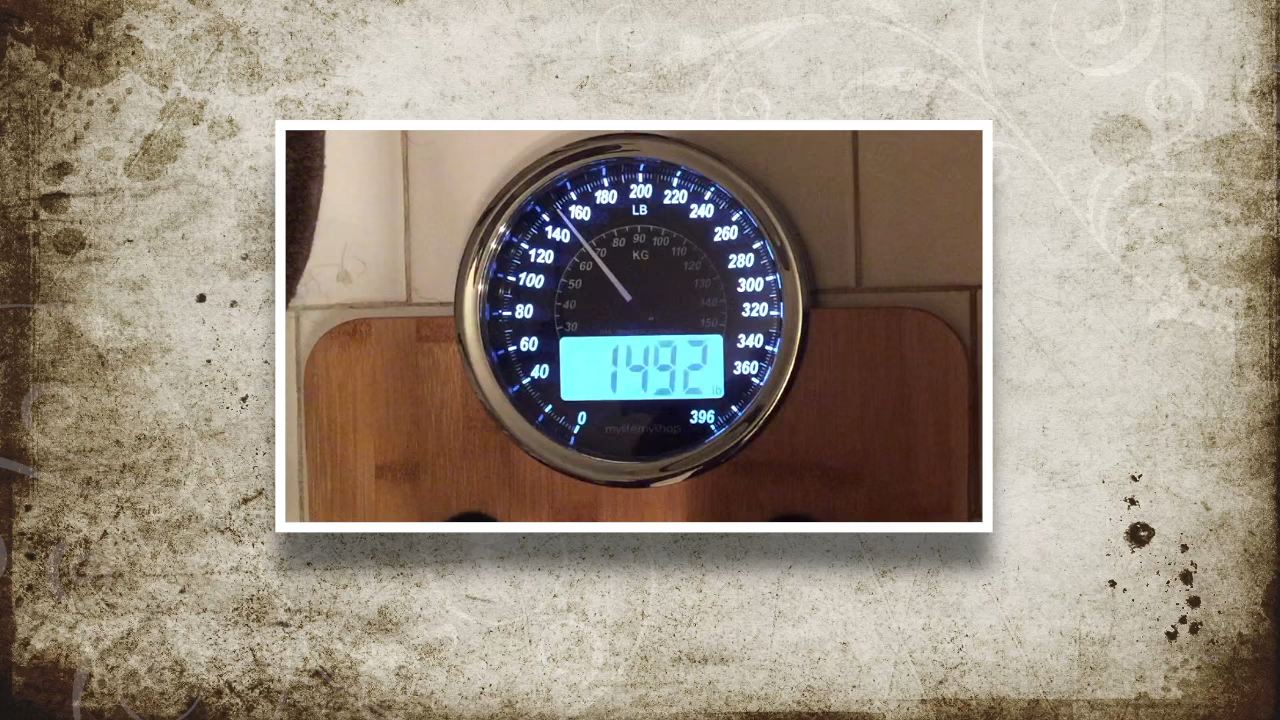 180 200 220
160 LB 240
140 260
120 280
100 300
80 320
60 340
40 360
0 396
80 90 100
70 KG 110
60 120
50 130
40 140
30 150
1492 lb